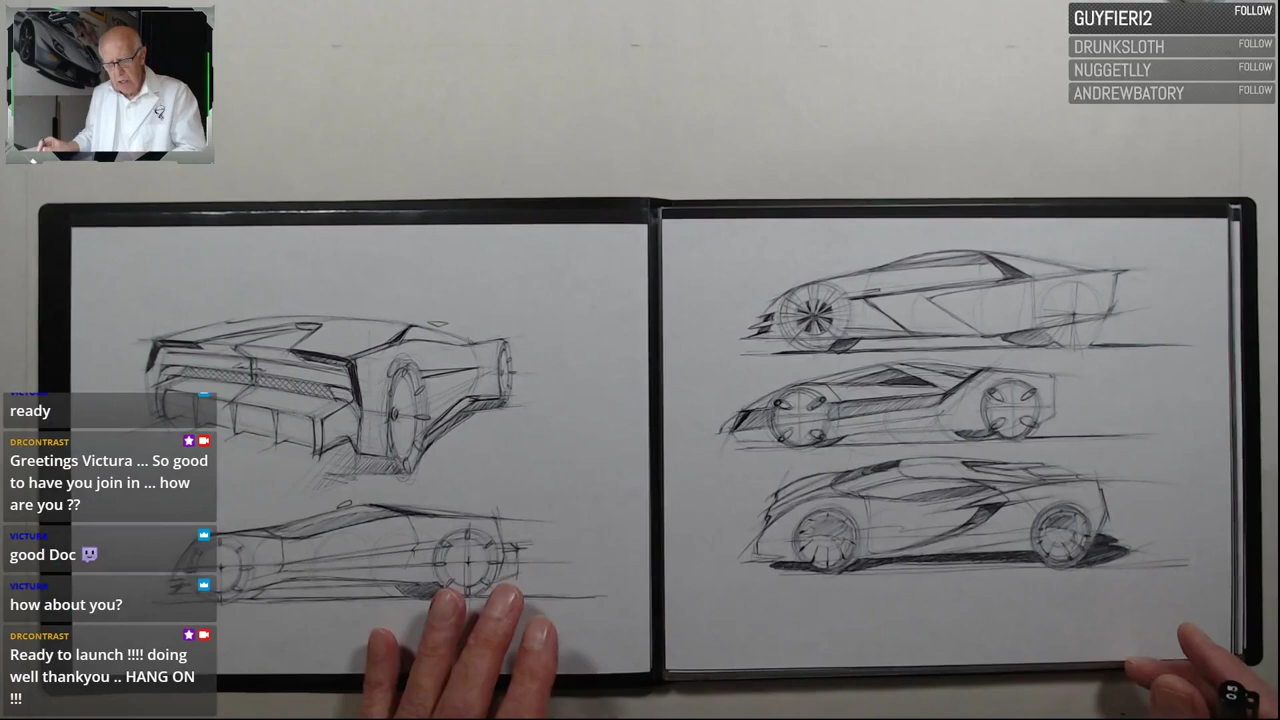 GUYFIERI2 FOLLOW
DRUNKSLOTH FOLLOW
NUGGETLLY FOLLOW
ANDREWBATORY FOLLOW
VICTURA
ready
DRCONTRAST
Greetings Victura ... So good
to have you join in ... how
are you ??
VICTURA
good Doc
VICTURA
how about you?
DRCONTRAST
Ready to launch !!!! doing
well thankyou .. HANG ON
!!!
05